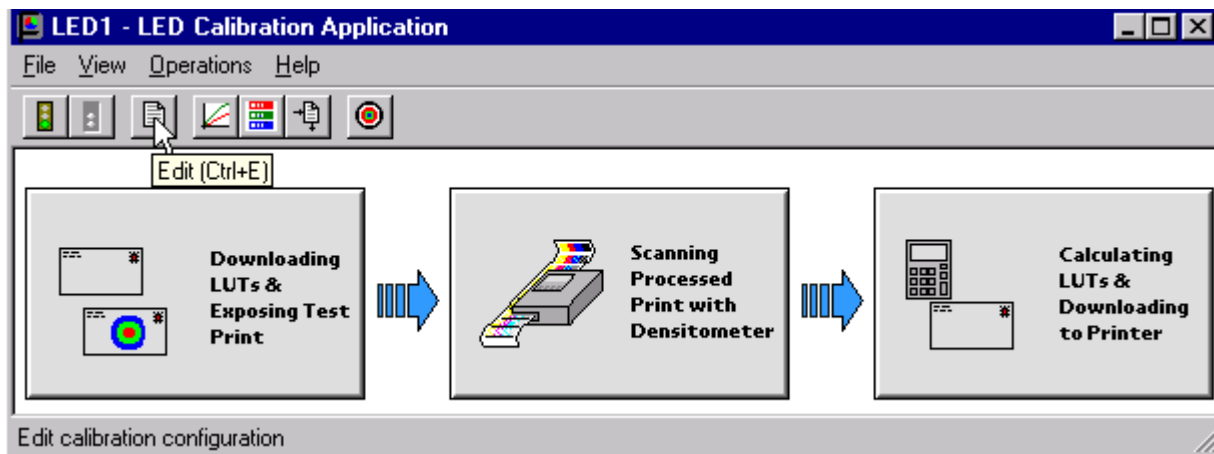 LED1 - LED Calibration Application
File View Operations Help
Edit (Ctrl+E)
Downloading
LUTs &
Exposing Test
Print
Scanning
Processed
Print with
Densitometer
Calculating
LUTs &
Downloading
to Printer
Edit calibration configuration